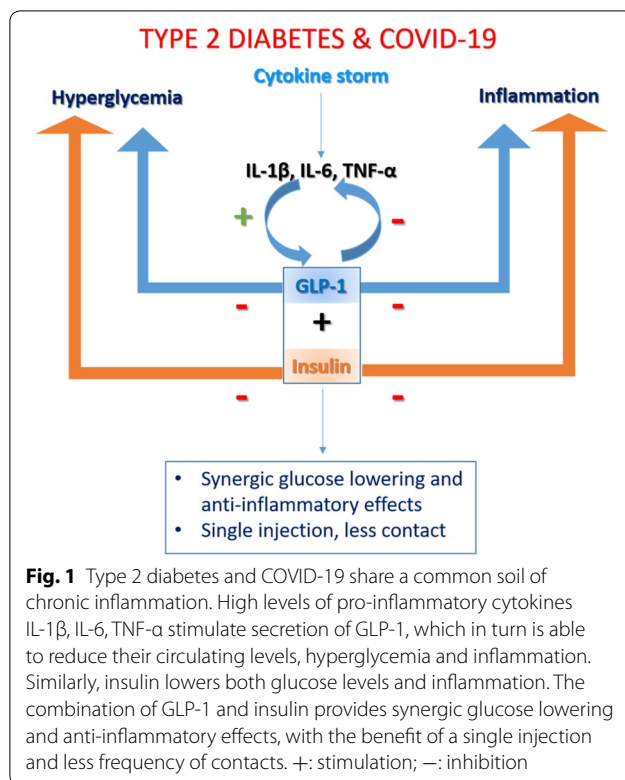 TYPE 2 DIABETES & COVID-19
Cytokine storm
Hyperglycemia
Inflammation
IL-1β, IL-6, TNF-α
+
-
GLP-1
-
-
+
Insulin
-
-
• Synergic glucose lowering and
anti-inflammatory effects
• Single injection, less contact
Fig. 1 Type 2 diabetes and COVID-19 share a common soil of
chronic inflammation. High levels of pro-inflammatory cytokines
IL-1β, IL-6, TNF-α stimulate secretion of GLP-1, which in turn is able
to reduce their circulating levels, hyperglycemia and inflammation.
Similarly, insulin lowers both glucose levels and inflammation. The
combination of GLP-1 and insulin provides synergic glucose lowering
and anti-inflammatory effects, with the benefit of a single injection
and less frequency of contacts. +: stimulation; −: inhibition